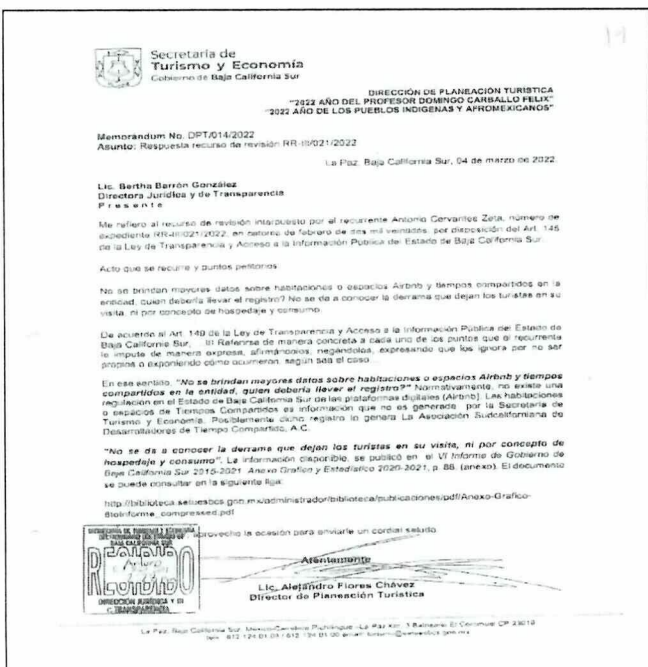 11
Secretaría de
Turismo y Economía
Gobierno de Baja California Sur
DIRECCIÓN DE PLANEACIÓN TURÍSTICA
"2022 AÑO DEL PROFESOR DOMINGO CARBALLO FELIX"
"2022 AÑO DE LOS PUEBLOS INDIGENAS Y AFROMEXICANOS"
Memorandum No. DPT/014/2022
Asunto: Respuesta recurso de revisión RR-III/021/2022
La Paz, Baja California Sur, 04 de marzo de 2022.
Lic. Bertha Barrón González
Directora Jurídica y de Transparencia
P r e s e n t e
Me refiero al recurso de revisión interpuesto por el recurrente Antonio Cervantes Zeta, número de
expediente RR-III/021/2022, en catorce de febrero de dos mil veintidós, por disposición del Art. 146
de la Ley de Transparencia y Acceso a la Información Pública del Estado de Baja California Sur.
Acto que se recurre y puntos petitorios
No se brindan mayores datos sobre habitaciones o espacios Airbnb y tiempos compartidos en la
entidad, quien debería llevar el registro? No se da a conocer la derrama que dejan los turistas en su
visita, ni por concepto de hospedaje y consumo.
De acuerdo al Art. 149 de la Ley de Transparencia y Acceso a la Información Pública del Estado de
Baja California Sur, III Referirse de manera concreta a cada uno de los puntos que el recurrente
le impute de manera expresa, afirmándolos, negándolos, expresando que los ignora por no ser
propios o exponiendo cómo ocurrieron, según sea el caso.
En ese sentido, "No se brindan mayores datos sobre habitaciones o espacios Airbnb y tiempos
compartidos en la entidad, quien debería llevar el registro?" Normativamente, no existe una
regulación en el Estado de Baja California Sur de las plataformas digitales (Airbnb). Las habitaciones
o espacios de Tiempos Compartidos es información que no es generada por la Secretaría de
Turismo y Economía. Posiblemente dicho registro lo genera La Asociación Sudcaliforniana de
Desarrolladores de Tiempo Compartido, A.C.
"No se da a conocer la derrama que dejan los turistas en su visita, ni por concepto de
hospedaje y consumo". La información disponible, se publicó en el VI Informe de Gobierno de
Baja California Sur 2015-2021. Anexo Grafico y Estadístico 2020-2021, p. 88. (anexo). El documento
se puede consultar en la siguiente liga:
http://biblioteca.setuesbcs.gob.mx/administrador/biblioteca/publicaciones/pdf/Anexo-Grafico-
6toInforme_compressed.pdf
aprovecho la ocasión para enviarle un cordial saludo.
SECRETARIA DE TURISMO Y ECONOMIA
BAJA CALIFORNIA SUR
RECIBIDO
Arturo
DIRECCIÓN JURÍDICA Y DE
TRANSPARENCIA
Atentamente
Lic. Alejandro Flores Chávez
Director de Planeación Turística